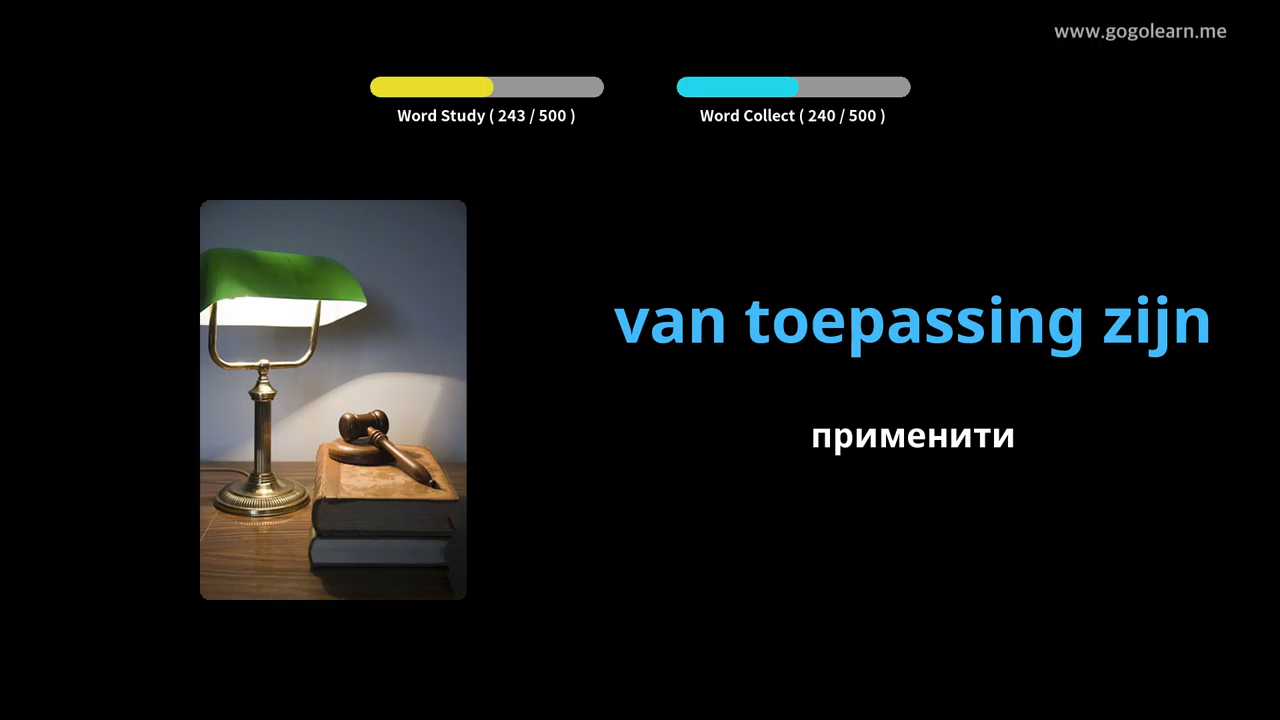 www.gogolearn.me
Word Study ( 243 / 500 )
Word Collect ( 240 / 500 )
van toepassing zijn
применити